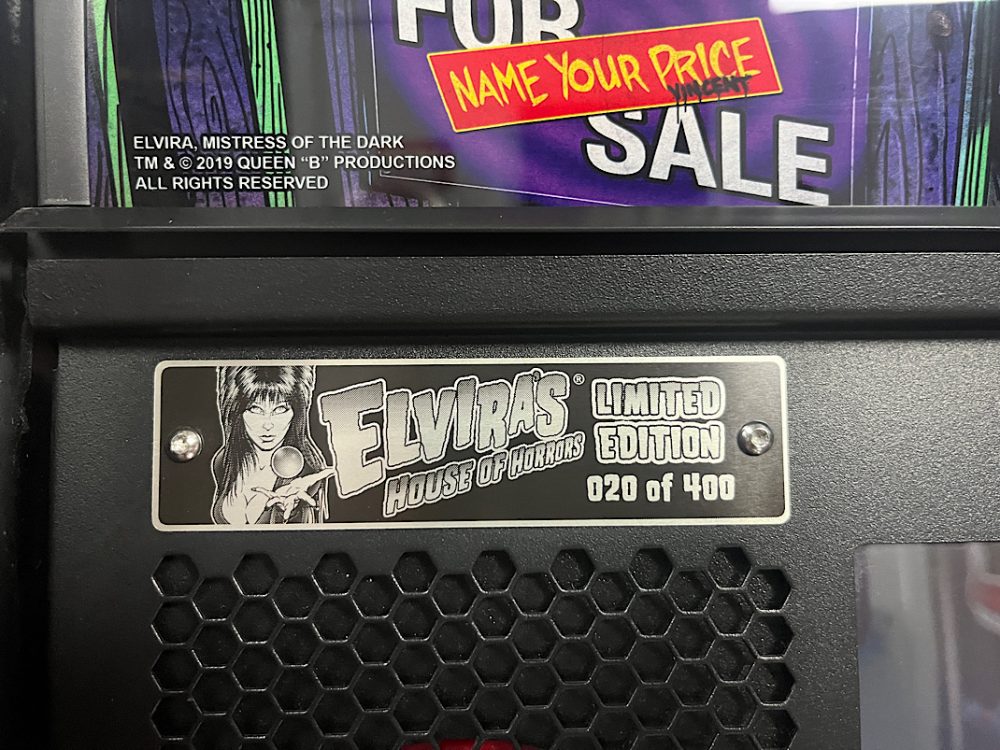 FOR
NAME YOUR PRICE
VINCENT
SALE
ELVIRA, MISTRESS OF THE DARK
TM & © 2019 QUEEN "B" PRODUCTIONS
ALL RIGHTS RESERVED
ELVIRA'S®
HOUSE OF HORRORS
LIMITED
EDITION
020 of 400